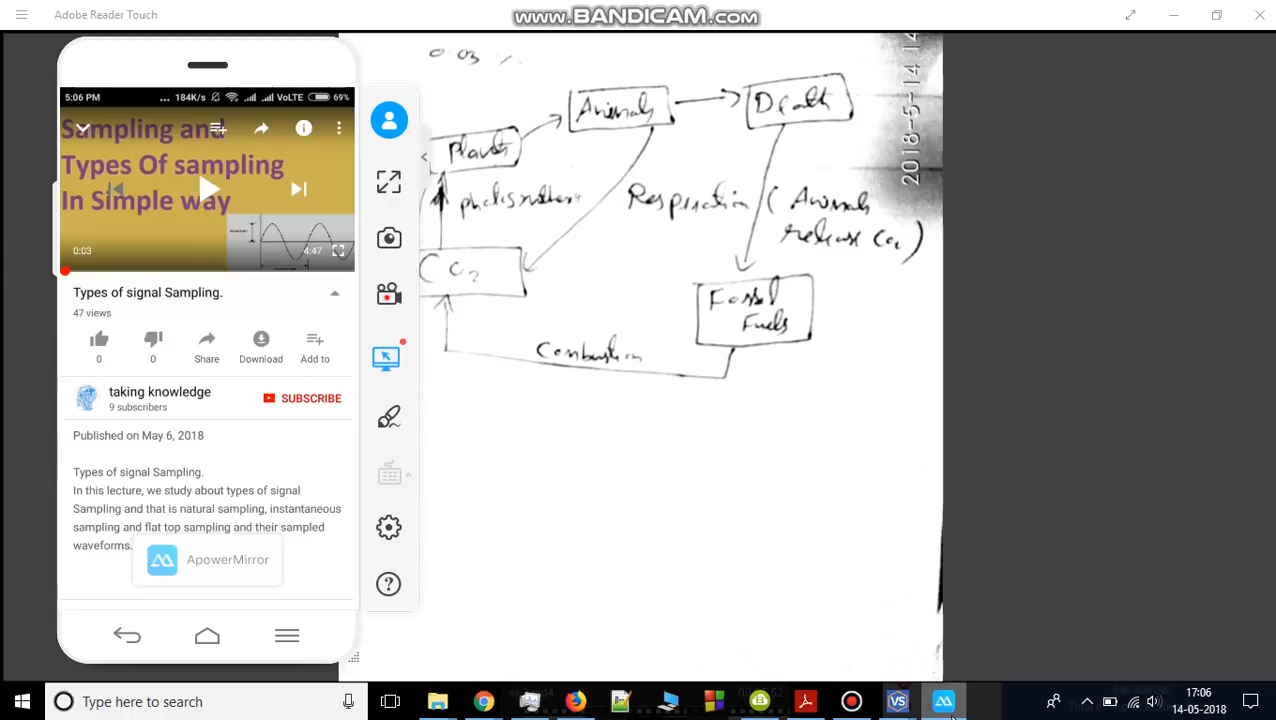 Adobe Reader Touch
www.BANDICAM.com
5:06 PM
... 184K/s VoLTE 69%
Sampling and
Types Of sampling
In Simple way
0:03
4:47
Types of signal Sampling.
47 views
0
0
Share
Download
Add to
taking knowledge
9 subscribers
SUBSCRIBE
Published on May 6, 2018
Types of signal Sampling.
In this lecture, we study about types of signal
Sampling and that is natural sampling, instantaneous
sampling and flat top sampling and their sampled
waveforms.
ApowerMirror
0.03 %
Animals
Death
Plants
photosynthesis
Respiration (Animals
release CO2)
CO2
Fossil
Fuels
Combustion
2018-5-14 14
Type here to search
17:06
14-05-2018